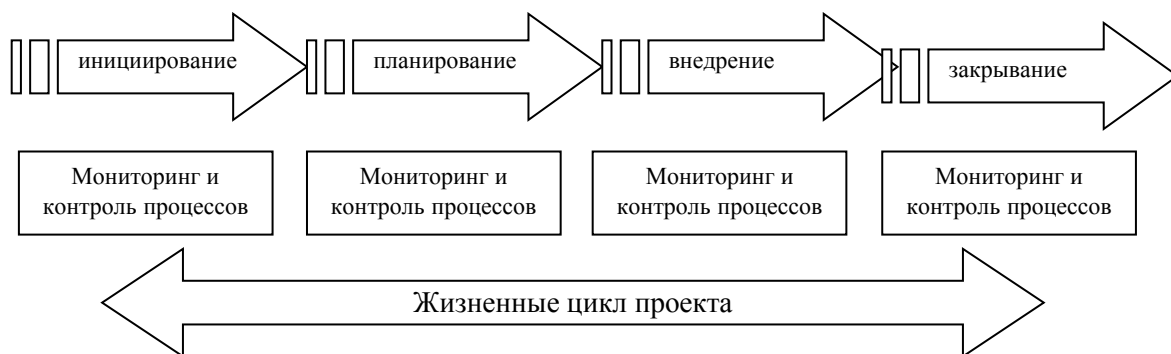 инициирование
планирование
внедрение
закрывание
Мониторинг и
контроль процессов
Мониторинг и
контроль процессов
Мониторинг и
контроль процессов
Мониторинг и
контроль процессов
Жизненные цикл проекта